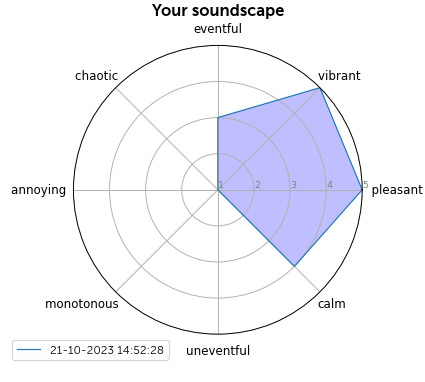 Your soundscape
eventful
chaotic
vibrant
annoying
1
2
3
4
5
pleasant
monotonous
calm
uneventful
21-10-2023 14:52:28